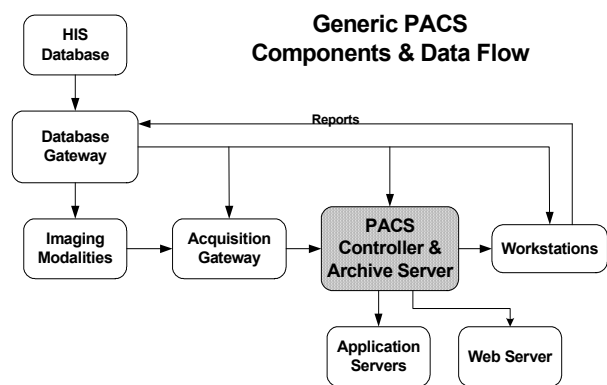 Generic PACS
Components & Data Flow
HIS
Database
Reports
Database
Gateway
Imaging
Modalities
Acquisition
Gateway
PACS
Controller &
Archive Server
Workstations
Application
Servers
Web Server